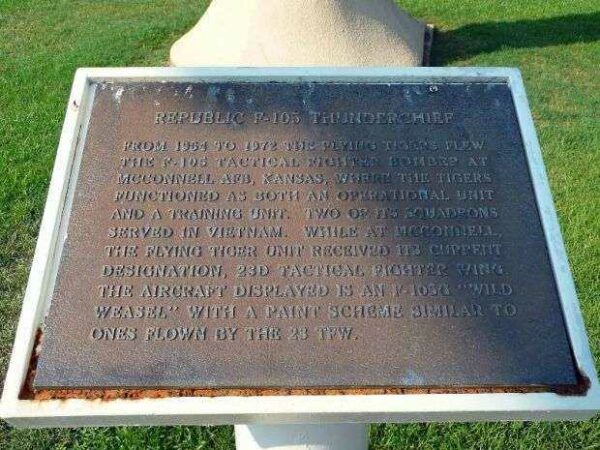 REPUBLIC F-105 THUNDERCHIEF
FROM 1964 TO 1972 THE FLYING TIGERS FLEW
THE F-105 TACTICAL FIGHTER BOMBER AT
MCCONNELL AFB, KANSAS, WHERE THE TIGERS
FUNCTIONED AS BOTH AN OPERATIONAL UNIT
AND A TRAINING UNIT. TWO OF ITS SQUADRONS
SERVED IN VIETNAM. WHILE AT MCCONNELL,
THE FLYING TIGER UNIT RECEIVED ITS CURRENT
DESIGNATION, 23D TACTICAL FIGHTER WING.
THE AIRCRAFT DISPLAYED IS AN F-105G "WILD
WEASEL" WITH A PAINT SCHEME SIMILAR TO
ONES FLOWN BY THE 23 TFW.